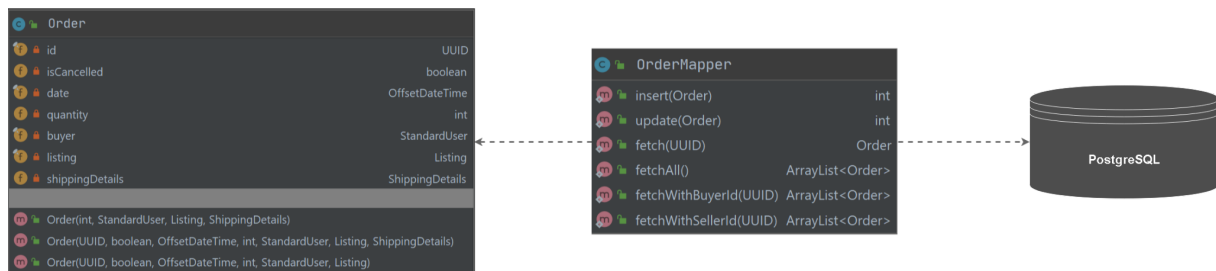 Order
id UUID
isCancelled boolean
date OffsetDateTime
quantity int
buyer StandardUser
listing Listing
shippingDetails ShippingDetails
Order(int, StandardUser, Listing, ShippingDetails)
Order(UUID, boolean, OffsetDateTime, int, StandardUser, Listing, ShippingDetails)
Order(UUID, boolean, OffsetDateTime, int, StandardUser, Listing)
OrderMapper
insert(Order) int
update(Order) int
fetch(UUID) Order
fetchAll() ArrayList<Order>
fetchWithBuyerId(UUID) ArrayList<Order>
fetchWithSellerId(UUID) ArrayList<Order>
PostgreSQL